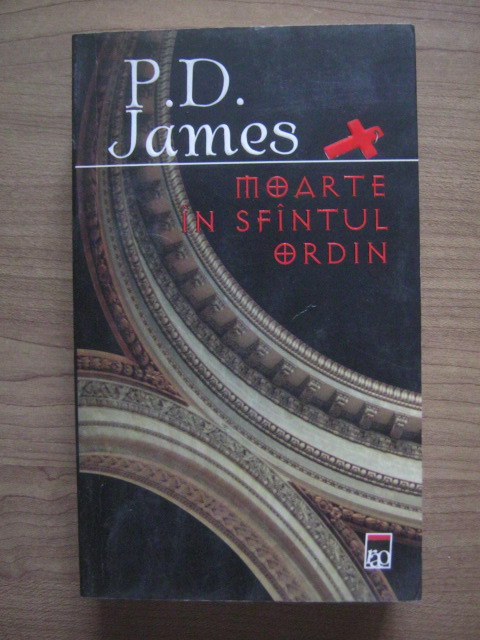 P.D.
James
MOARTE
ÎN SFÎNTUL
ORDIN
rao